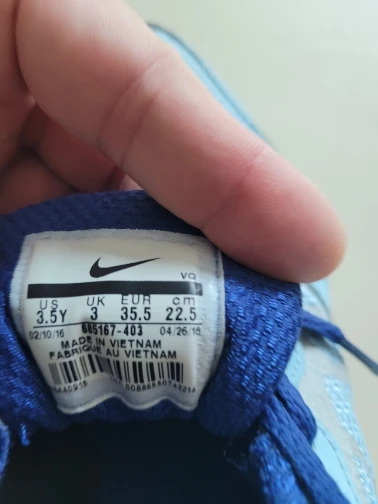 VQ
US UK EUR cm
3.5Y 3 35.5 22.5
02/10/16 685167-403 04/26/16
MADE IN VIETNAM
FABRIQUE AU VIETNAM